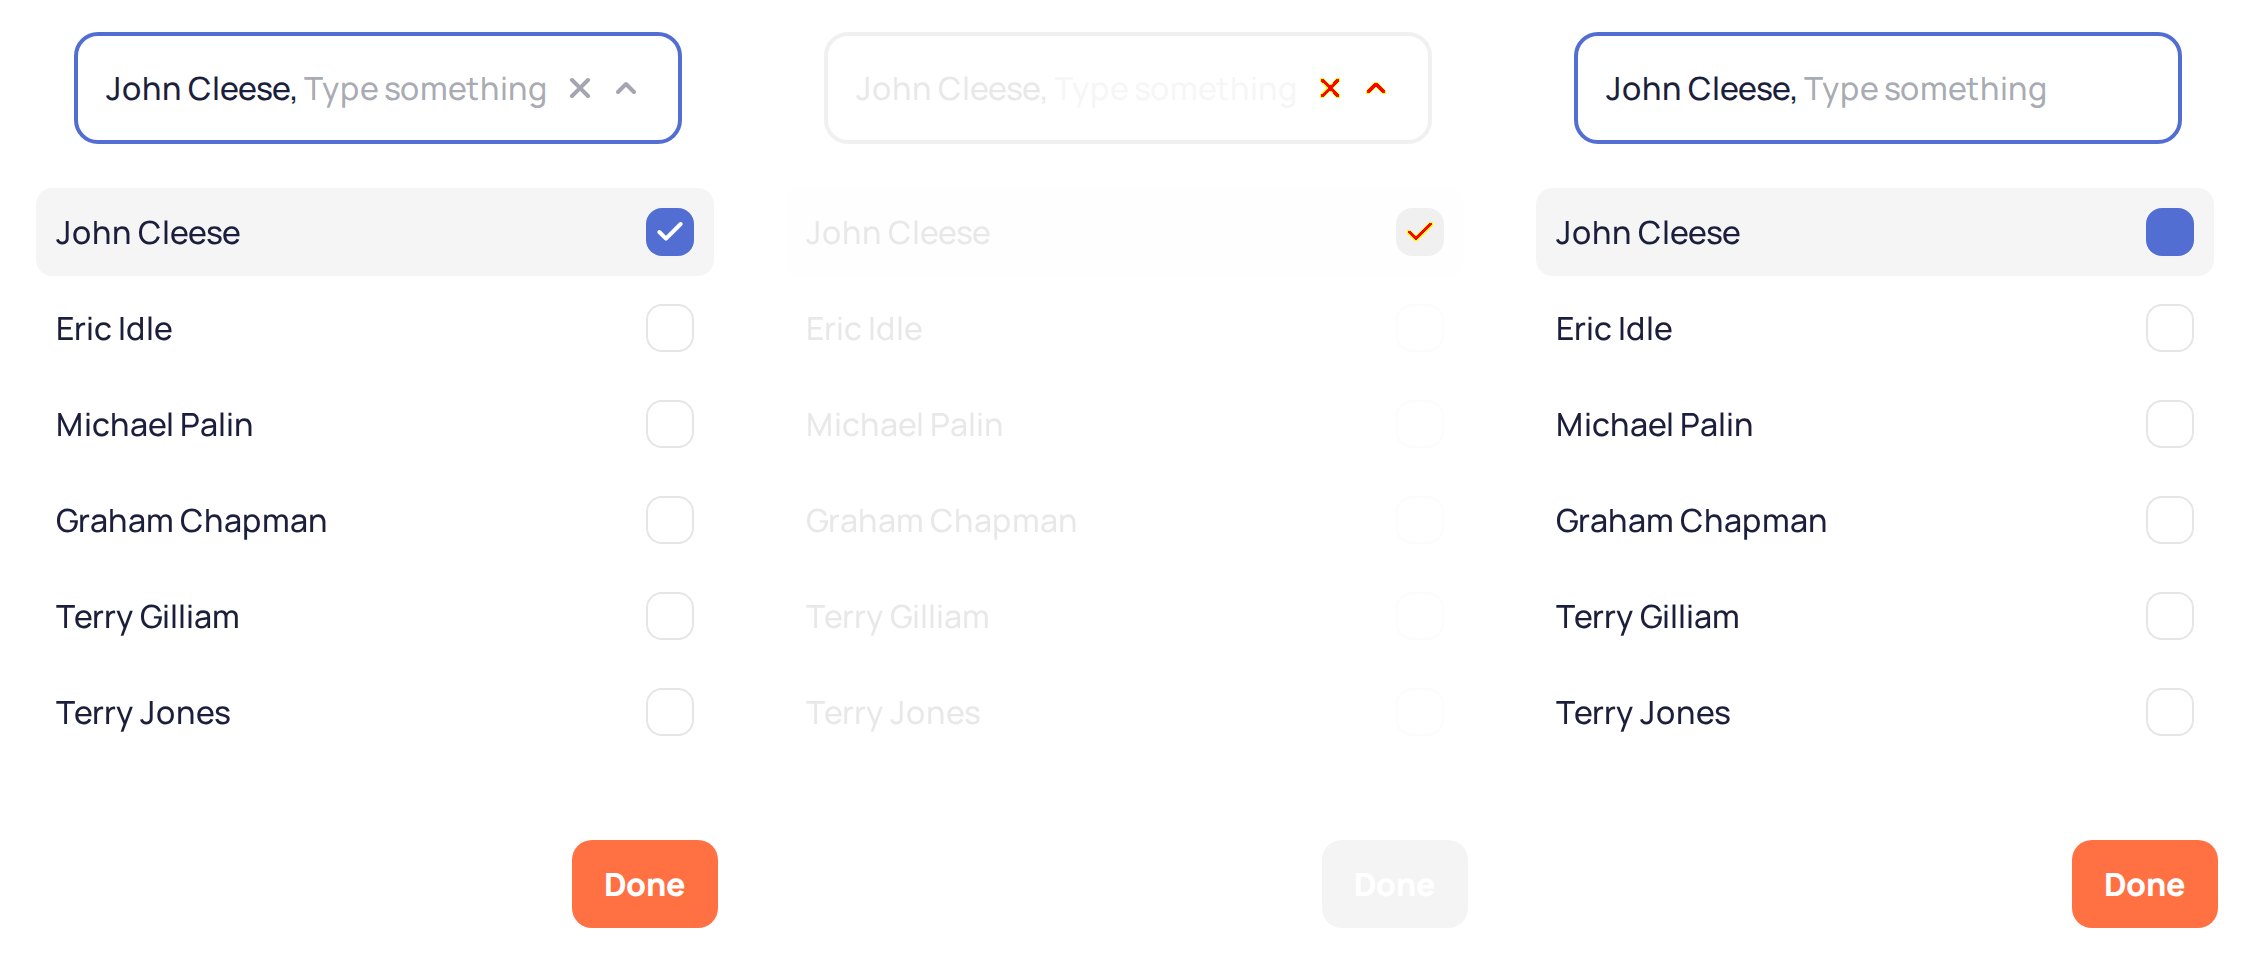 John Cleese, Type something
John Cleese
Eric Idle
Michael Palin
Graham Chapman
Terry Gilliam
Terry Jones
Done
John Cleese, Type something
John Cleese
Eric Idle
Michael Palin
Graham Chapman
Terry Gilliam
Terry Jones
Done
John Cleese, Type something
John Cleese
Eric Idle
Michael Palin
Graham Chapman
Terry Gilliam
Terry Jones
Done